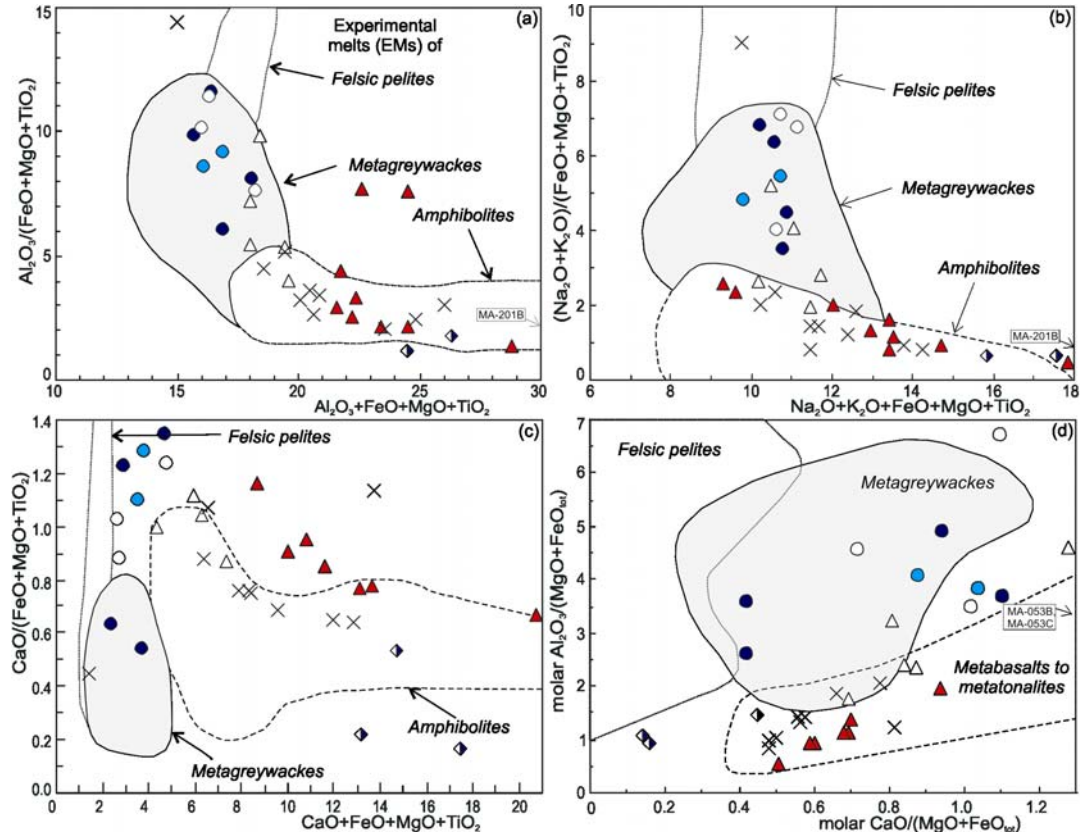 (a)
Experimental
melts (EMs) of
Felsic pelites
Metagreywackes
Amphibolites
MA-201B
Al₂O₃/(FeO+MgO+TiO₂)
15
10
5
0
10 15 20 25 30
Al₂O₃+FeO+MgO+TiO₂
(b)
Felsic pelites
Metagreywackes
Amphibolites
MA-201B
(Na₂O+K₂O)/(FeO+MgO+TiO₂)
10
8
6
4
2
0
6 8 10 12 14 16 18
Na₂O+K₂O+FeO+MgO+TiO₂
(c)
Felsic pelites
Amphibolites
Metagreywackes
CaO/(FeO+MgO+TiO₂)
1.4
1.2
1.0
0.8
0.6
0.4
0.2
0.0
0 2 4 6 8 10 12 14 16 18 20
CaO+FeO+MgO+TiO₂
(d)
Felsic pelites
Metagreywackes
MA-053B
MA-053C
Metabasalts to
metatonalites
molar Al₂O₃/(MgO+FeOtot)
7
6
5
4
3
2
1
0
0 0.2 0.4 0.6 0.8 1.0 1.2
molar CaO/(MgO+FeOtot)